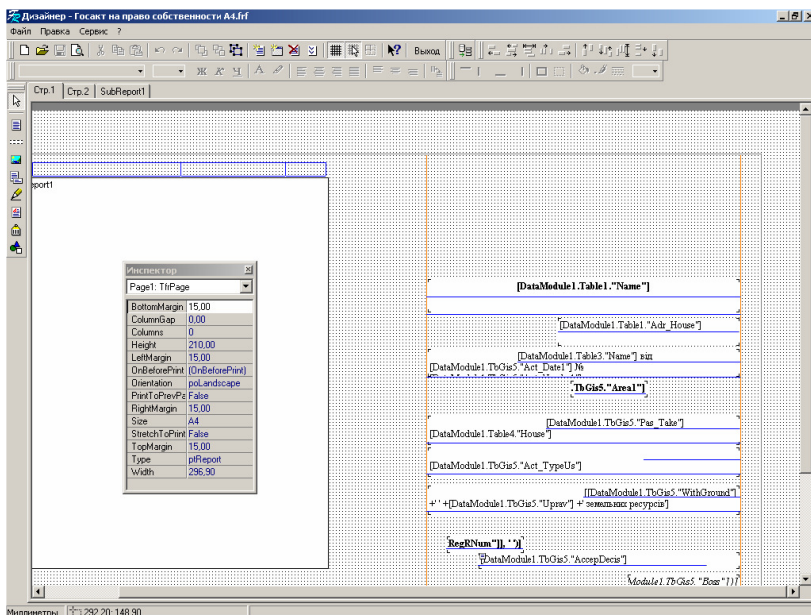 Дизайнер - Госакт на право собственности А4.frf
Файл Правка Сервис ?
Выход
Ж К Ч
Стр.1 Стр.2 SubReport1
eport1
Инспектор
Page1: TfrPage
BottomMargin 15,00
ColumnGap 0,00
Columns 0
Height 210,00
LeftMargin 15,00
OnBeforePrint (OnBeforePrint)
Orientation poLandscape
PrintToPrevPa False
RightMargin 15,00
Size A4
StretchToPrint False
TopMargin 15,00
Type ptReport
Width 296,90
[DataModule1.Table1."Name"]
[DataModule1.Table1."Adr_House"]
[DataModule1.Table3."Name"] від
[DataModule1.TbGis5."Act_Date1"] №
.TbGis5."Area1"]
[DataModule1.TbGis5."Pas_Take"]
[DataModule1.Table4."House"]
[DataModule1.TbGis5."Act_TypeUs"]
[[DataModule1.TbGis5."WithGround"]
+' ' +[DataModule1.TbGis5."Uprav"] +' земельних ресурсів']
RegRNum"]], ' ')]
DataModule1.TbGis5."AccepDecis"]
Module1.TbGis5."Boss"]]]
Миллиметры 292,20; 148,90